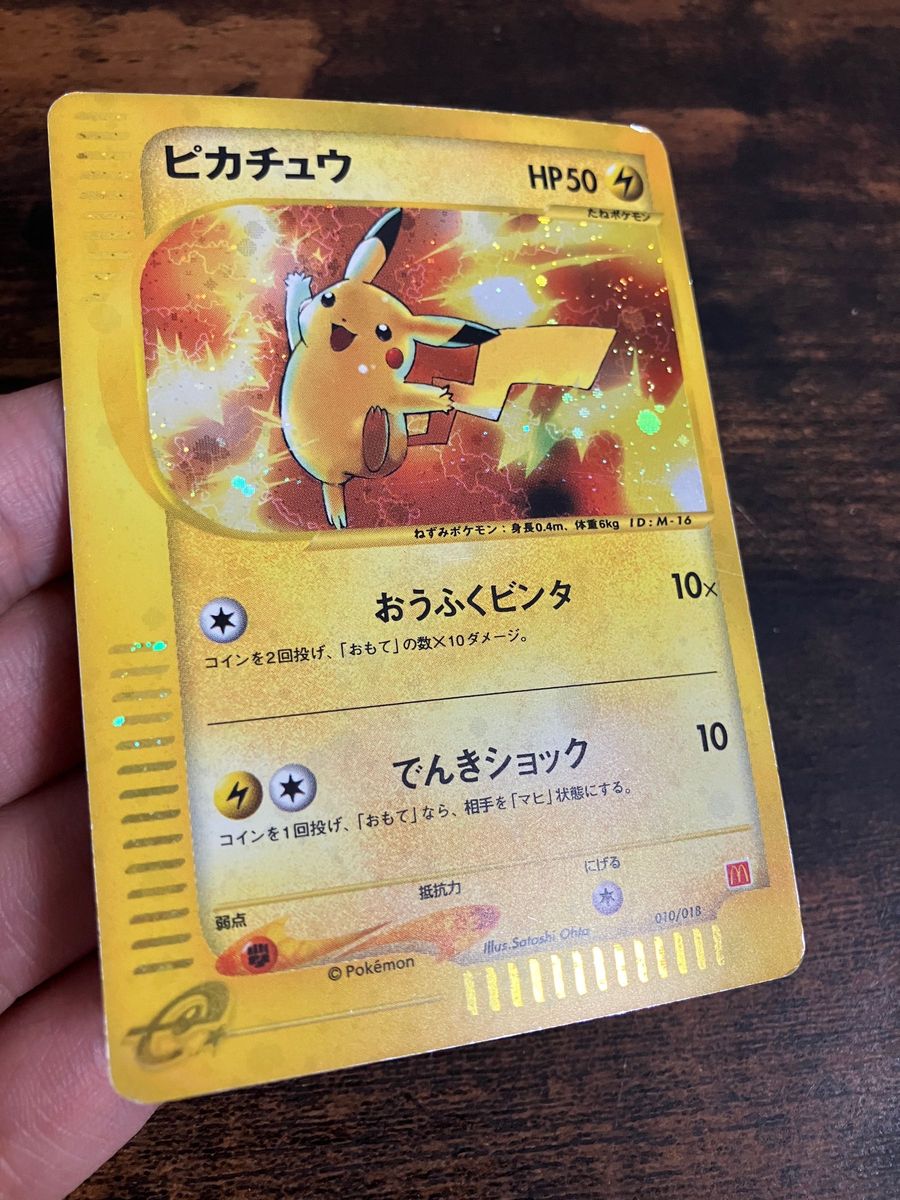 ピカチュウ
HP50
たねポケモン
ねずみポケモン：身長0.4m、体重6kg ID:M-16
おうふくビンタ 10×
コインを2回投げ、「おもて」の数×10ダメージ。
でんきショック 10
コインを1回投げ、「おもて」なら、相手を「マヒ」状態にする。
弱点 抵抗力 にげる
Illus.Satoshi Ohta 010/018
© Pokémon
e